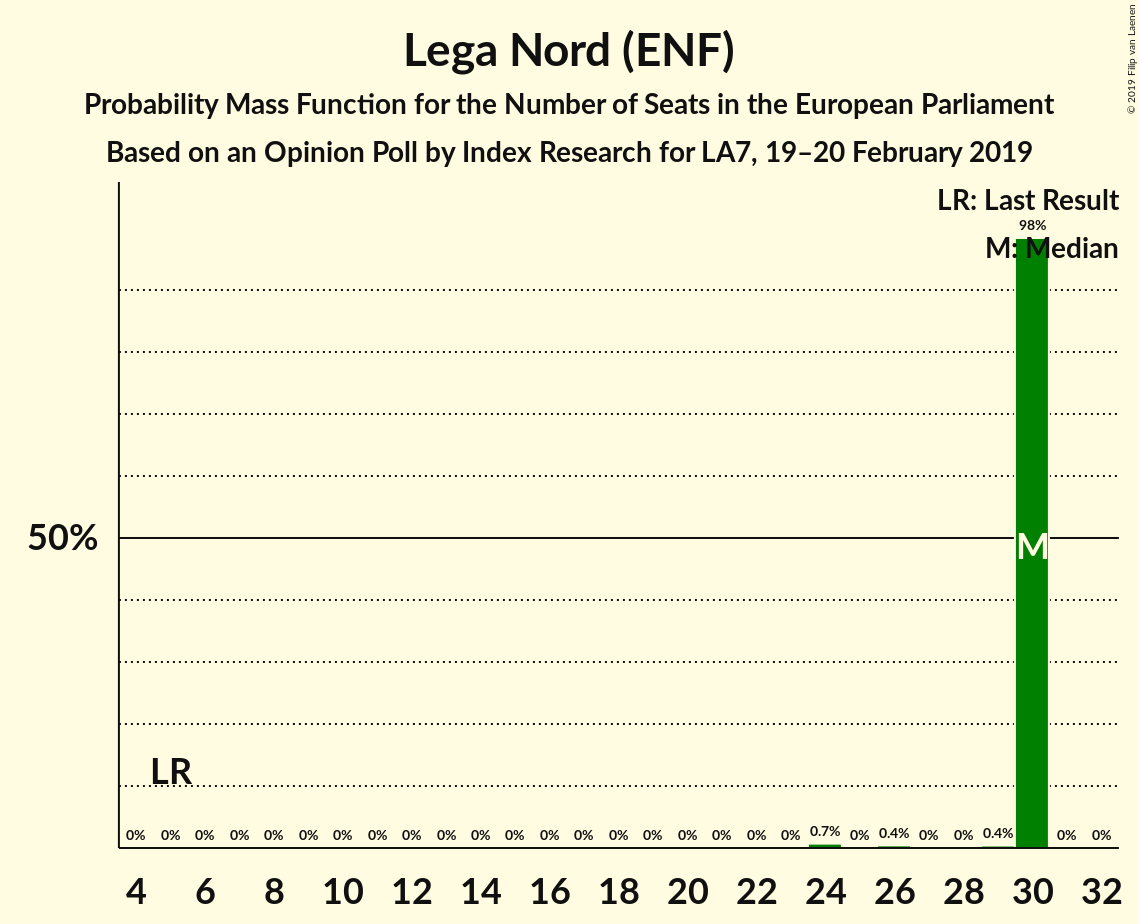 Lega Nord (ENF)
Probability Mass Function for the Number of Seats in the European Parliament
Based on an Opinion Poll by Index Research for LA7, 19–20 February 2019
© 2019 Filip van Laenen
LR: Last Result
98%
M: Median
50%
M
LR
0% 0% 0% 0% 0% 0% 0% 0% 0% 0% 0% 0% 0% 0% 0% 0% 0% 0% 0% 0% 0.7% 0% 0.4% 0% 0% 0.4% 0% 0%
4 6 8 10 12 14 16 18 20 22 24 26 28 30 32